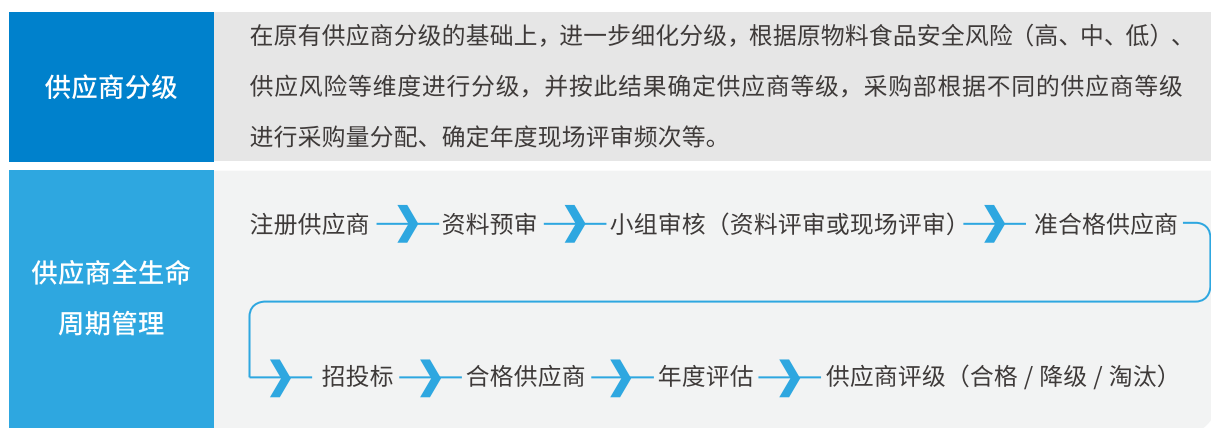 供应商分级
在原有供应商分级的基础上，进一步细化分级，根据原物料食品安全风险（高、中、低）、
供应风险等维度进行分级，并按此结果确定供应商等级，采购部根据不同的供应商等级
进行采购量分配、确定年度现场评审频次等。
供应商全生命
周期管理
注册供应商 资料预审 小组审核（资料评审或现场评审） 准合格供应商
招投标 合格供应商 年度评估 供应商评级（合格 / 降级 / 淘汰）